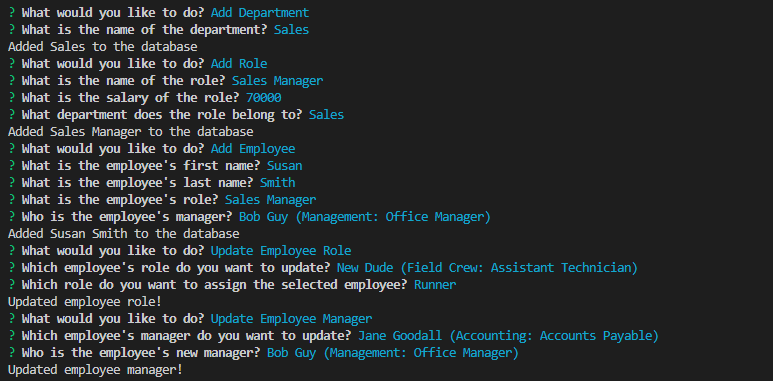 ? What would you like to do? Add Department
? What is the name of the department? Sales
Added Sales to the database
? What would you like to do? Add Role
? What is the name of the role? Sales Manager
? What is the salary of the role? 70000
? What department does the role belong to? Sales
Added Sales Manager to the database
? What would you like to do? Add Employee
? What is the employee's first name? Susan
? What is the employee's last name? Smith
? What is the employee's role? Sales Manager
? Who is the employee's manager? Bob Guy (Management: Office Manager)
Added Susan Smith to the database
? What would you like to do? Update Employee Role
? Which employee's role do you want to update? New Dude (Field Crew: Assistant Technician)
? Which role do you want to assign the selected employee? Runner
Updated employee role!
? What would you like to do? Update Employee Manager
? Which employee's manager do you want to update? Jane Goodall (Accounting: Accounts Payable)
? Who is the employee's new manager? Bob Guy (Management: Office Manager)
Updated employee manager!